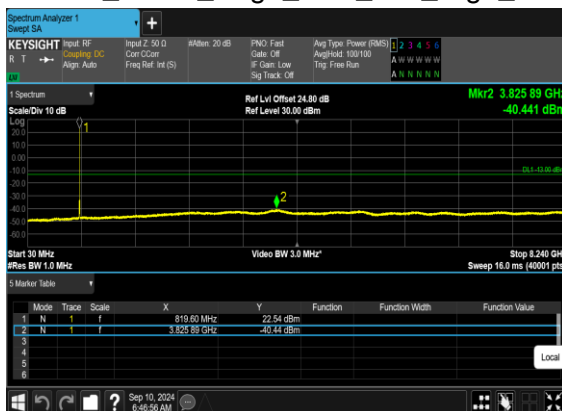 Spectrum Analyzer 1
Swept SA
KEYSIGHT Input: RF Input Z: 50 Ω #Atten: 20 dB PNO: Fast Avg Type: Power (RMS) 1 2 3 4 5 6
R T Coupling: DC Corr CCorr Gate: Off Avg|Hold: 100/100 A W W W W W
Align: Auto Freq Ref: Int (S) IF Gain: Low Trig: Free Run
Sig Track: Off A N N N N N
1 Spectrum Ref Lvl Offset 24.80 dB Mkr2 3.825 89 GHz
Scale/Div 10 dB Ref Level 30.00 dBm -40.441 dBm
Log
20.0 1
10.0
0.00
-10.0 DL1 -13.00 dBm
-20.0
-30.0 2
-40.0
-50.0
-60.0
Start 30 MHz Video BW 3.0 MHz* Stop 8.240 GHz
#Res BW 1.0 MHz Sweep 16.0 ms (40001 pts)
5 Marker Table
Mode Trace Scale X Y Function Function Width Function Value
1 N 1 f 819.60 MHz 22.54 dBm
2 N 1 f 3.825 89 GHz -40.44 dBm
3
4
5
6
Local
? Sep 10, 2024
6:46:56 AM